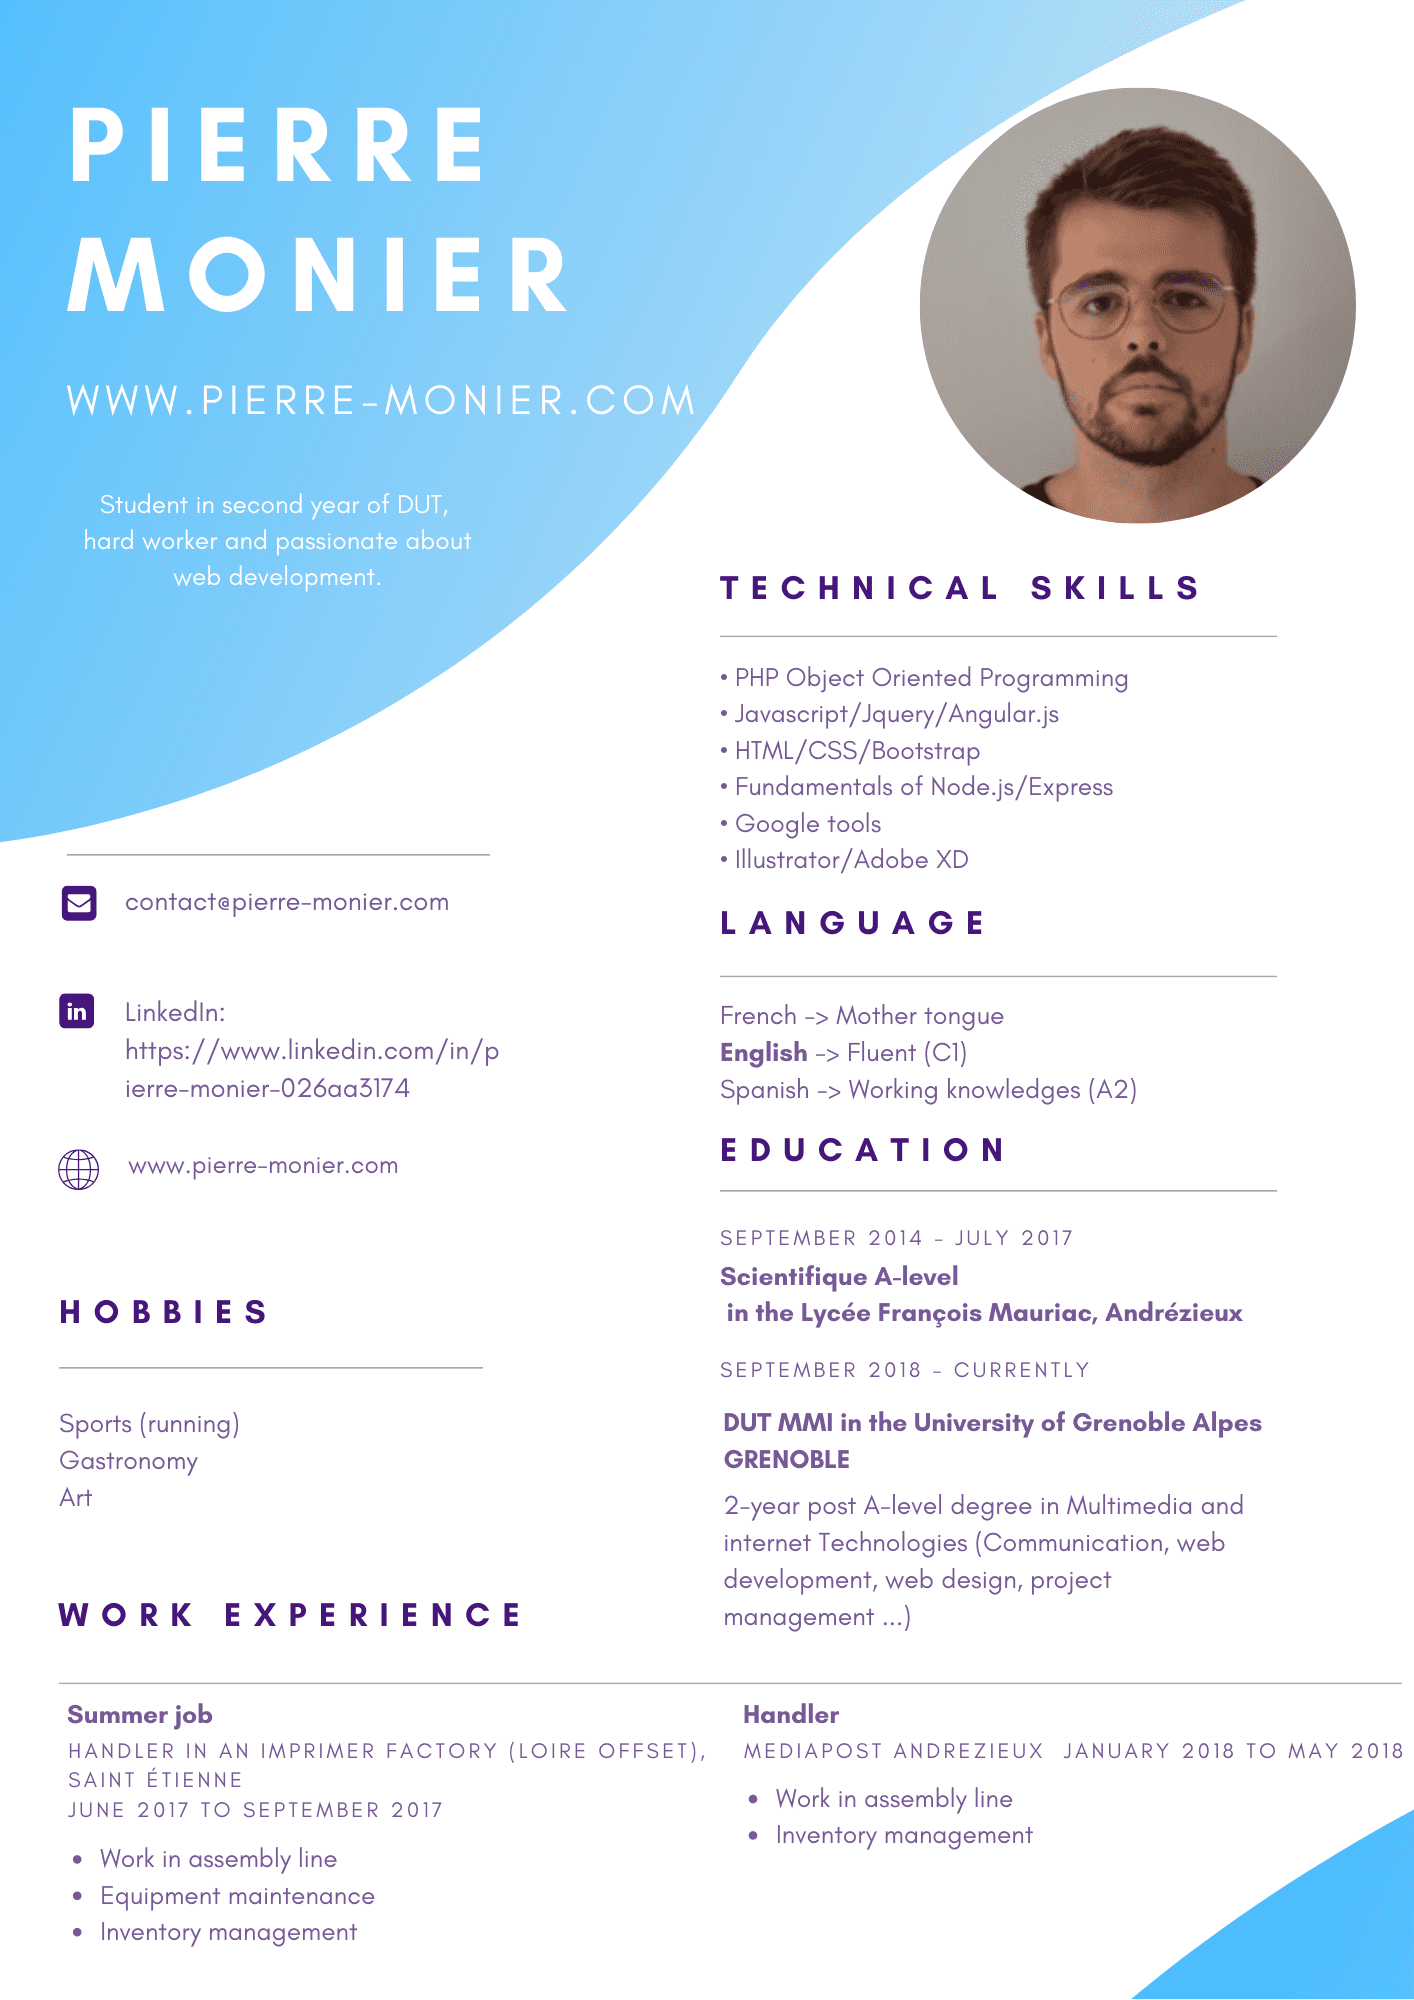 PIERRE
MONIER
WWW.PIERRE-MONIER.COM
Student in second year of DUT,
hard worker and passionate about
web development.
contact@pierre-monier.com
LinkedIn:
https://www.linkedin.com/in/p
ierre-monier-026aa3174
www.pierre-monier.com
HOBBIES
Sports (running)
Gastronomy
Art
TECHNICAL SKILLS
• PHP Object Oriented Programming
• Javascript/Jquery/Angular.js
• HTML/CSS/Bootstrap
• Fundamentals of Node.js/Express
• Google tools
• Illustrator/Adobe XD
LANGUAGE
French -> Mother tongue
English -> Fluent (C1)
Spanish -> Working knowledges (A2)
EDUCATION
SEPTEMBER 2014 - JULY 2017
Scientifique A-level
in the Lycée François Mauriac, Andrézieux
SEPTEMBER 2018 - CURRENTLY
DUT MMI in the University of Grenoble Alpes
GRENOBLE
2-year post A-level degree in Multimedia and
internet Technologies (Communication, web
development, web design, project
management ...)
WORK EXPERIENCE
Summer job
HANDLER IN AN IMPRIMER FACTORY (LOIRE OFFSET),
SAINT ÉTIENNE
JUNE 2017 TO SEPTEMBER 2017
• Work in assembly line
• Equipment maintenance
• Inventory management
Handler
MEDIAPOST ANDREZIEUX JANUARY 2018 TO MAY 2018
• Work in assembly line
• Inventory management